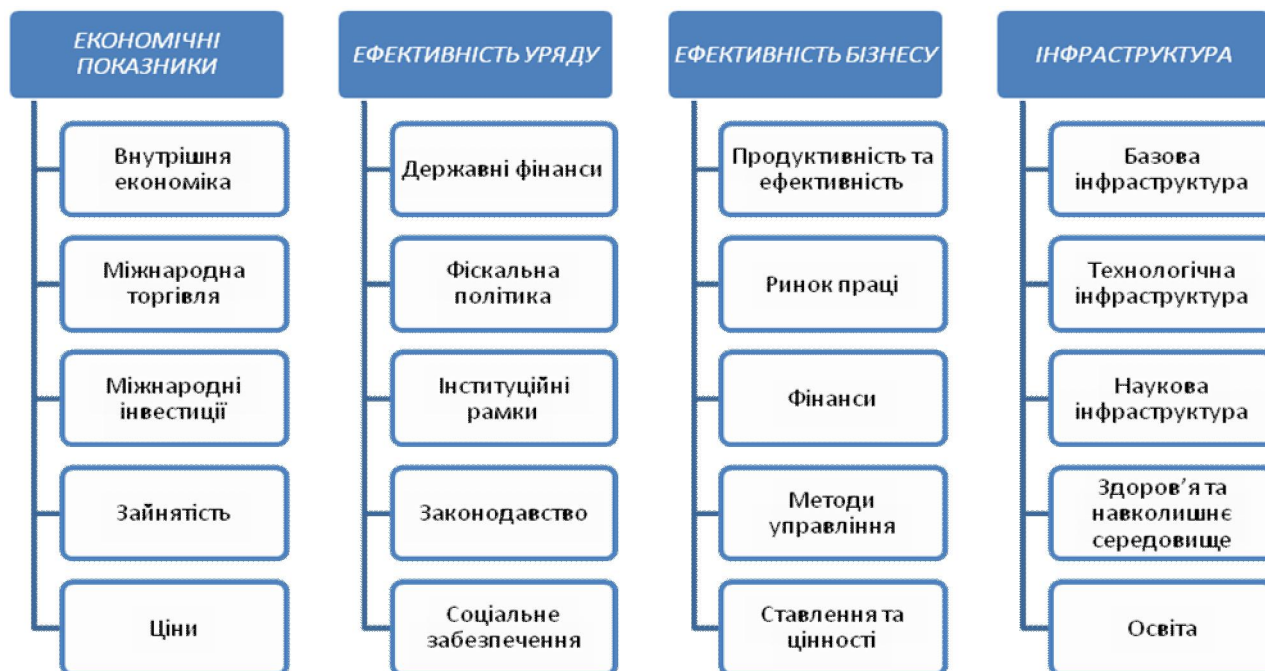 ЕКОНОМІЧНІ
ПОКАЗНИКИ
Внутрішня
економіка
Міжнародна
торгівля
Міжнародні
інвестиції
Зайнятість
Ціни
ЕФЕКТИВНІСТЬ УРЯДУ
Державні фінанси
Фіскальна
політика
Інституційні
рамки
Законодавство
Соціальне
забезпечення
ЕФЕКТИВНІСТЬ БІЗНЕСУ
Продуктивність та
ефективність
Ринок праці
Фінанси
Методи
управління
Ставлення та
цінності
ІНФРАСТРУКТУРА
Базова
інфраструктура
Технологічна
інфраструктура
Наукова
інфраструктура
Здоров’я та
навколишнє
середовище
Освіта